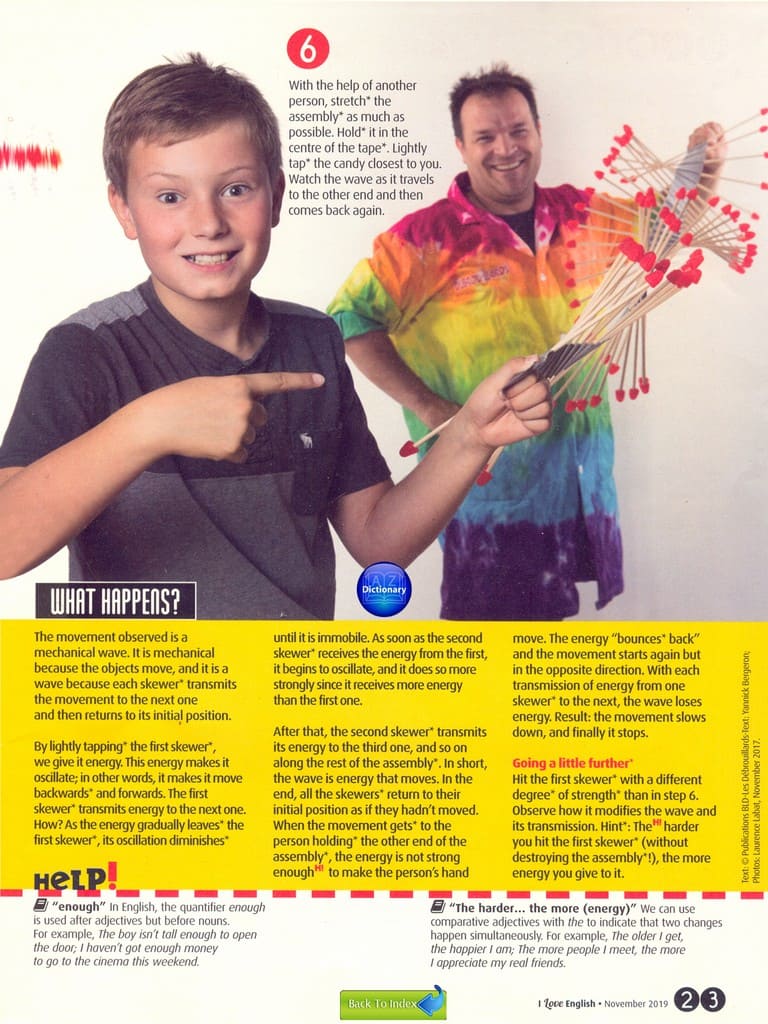 6
With the help of another
person, stretch* the
assembly* as much as
possible. Hold* it in the
centre of the tape*. Lightly
tap* the candy closest to you.
Watch the wave as it travels
to the other end and then
comes back again.
WHAT HAPPENS?
A Z
Dictionary
The movement observed is a
mechanical wave. It is mechanical
because the objects move, and it is a
wave because each skewer* transmits
the movement to the next one
and then returns to its initial position.
By lightly tapping* the first skewer*,
we give it energy. This energy makes it
oscillate; in other words, it makes it move
backwards* and forwards. The first
skewer* transmits energy to the next one.
How? As the energy gradually leaves* the
first skewer*, its oscillation diminishes*
until it is immobile. As soon as the second
skewer* receives the energy from the first,
it begins to oscillate, and it does so more
strongly since it receives more energy
than the first one.
After that, the second skewer* transmits
its energy to the third one, and so on
along the rest of the assembly*. In short,
the wave is energy that moves. In the
end, all the skewers* return to their
initial position as if they hadn't moved.
When the movement gets* to the
person holding* the other end of the
assembly*, the energy is not strong
enough H! to make the person's hand
move. The energy "bounces* back"
and the movement starts again but
in the opposite direction. With each
transmission of energy from one
skewer* to the next, the wave loses
energy. Result: the movement slows
down, and finally it stops.
Going a little further*
Hit the first skewer* with a different
degree* of strength* than in step 6.
Observe how it modifies the wave and
its transmission. Hint*: The H! harder
you hit the first skewer* (without
destroying the assembly*!), the more
energy you give to it.
Text: © Publications BLD-Les Débrouillards-Text: Yannick Bergeron;
Photos: Laurence Labat, November 2017.
HELP!
"enough" In English, the quantifier enough
is used after adjectives but before nouns.
For example, The boy isn't tall enough to open
the door; I haven't got enough money
to go to the cinema this weekend.
"The harder... the more (energy)" We can use
comparative adjectives with the to indicate that two changes
happen simultaneously. For example, The older I get,
the happier I am; The more people I meet, the more
I appreciate my real friends.
Back To Index
I Love English • November 2019 2 3